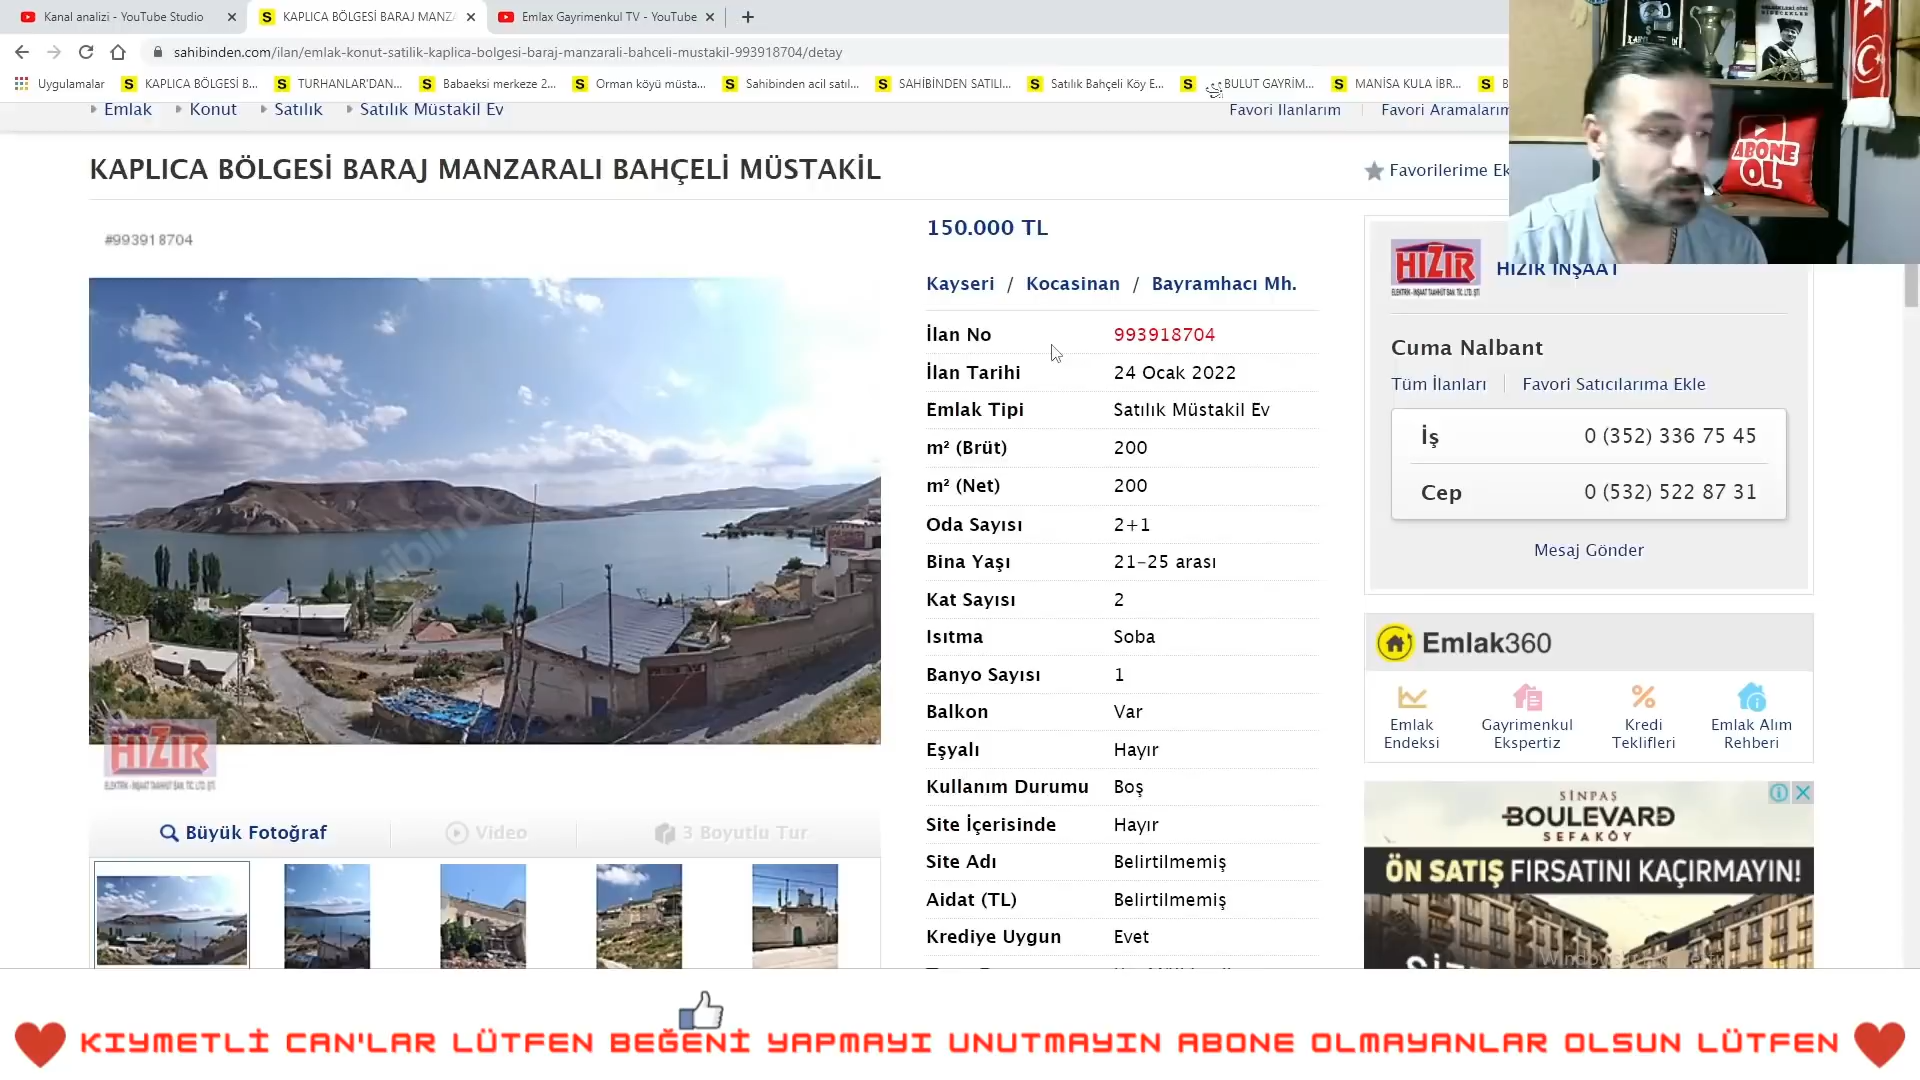 Kanal analizi - YouTube Studio
KAPLICA BÖLGESİ BARAJ MANZA
Emlax Gayrimenkul TV - YouTube
sahibinden.com/ilan/emlak-konut-satilik-kaplica-bolgesi-baraj-manzarali-bahceli-mustakil-993918704/detay
Uygulamalar
KAPLICA BÖLGESİ B...
TURHANLAR'DAN...
Babaeksi merkeze 2...
Orman köyü müsta...
Sahibinden acil satıl...
SAHİBİNDEN SATILI...
Satılık Bahçeli Köy E...
BULUT GAYRİM...
MANİSA KULA İBR...
Emlak
Konut
Satılık
Satılık Müstakil Ev
Favori İlanlarım
Favori Aramalarım
KAPLICA BÖLGESİ BARAJ MANZARALI BAHÇELİ MÜSTAKİL
Favorilerime Ek
ABONE
OL
#993918704
150.000 TL
Kayseri / Kocasinan / Bayramhacı Mh.
İlan No 993918704
İlan Tarihi 24 Ocak 2022
Emlak Tipi Satılık Müstakil Ev
m² (Brüt) 200
m² (Net) 200
Oda Sayısı 2+1
Bina Yaşı 21-25 arası
Kat Sayısı 2
Isıtma Soba
Banyo Sayısı 1
Balkon Var
Eşyalı Hayır
Kullanım Durumu Boş
Site İçerisinde Hayır
Site Adı Belirtilmemiş
Aidat (TL) Belirtilmemiş
Krediye Uygun Evet
HIZIR
HIZIR İNŞAAT
Cuma Nalbant
Tüm İlanları
Favori Satıcılarıma Ekle
İş 0 (352) 336 75 45
Cep 0 (532) 522 87 31
Mesaj Gönder
Emlak360
Emlak Endeksi
Gayrimenkul Ekspertiz
Kredi Teklifleri
Emlak Alım Rehberi
SİNPAŞ
BOULEVARD
SEFAKÖY
ÖN SATIŞ FIRSATINI KAÇIRMAYIN!
HIZIR
Büyük Fotoğraf
Video
3 Boyutlu Tur
KIYMETLİ CAN'LAR LÜTFEN BEĞENİ YAPMAYI UNUTMAYIN ABONE OLMAYANLAR OLSUN LÜTFEN